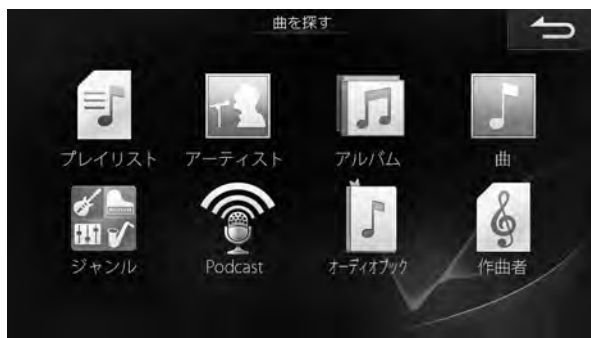 曲を探す
プレイリスト アーティスト アルバム 曲
ジャンル Podcast オーディオブック 作曲者